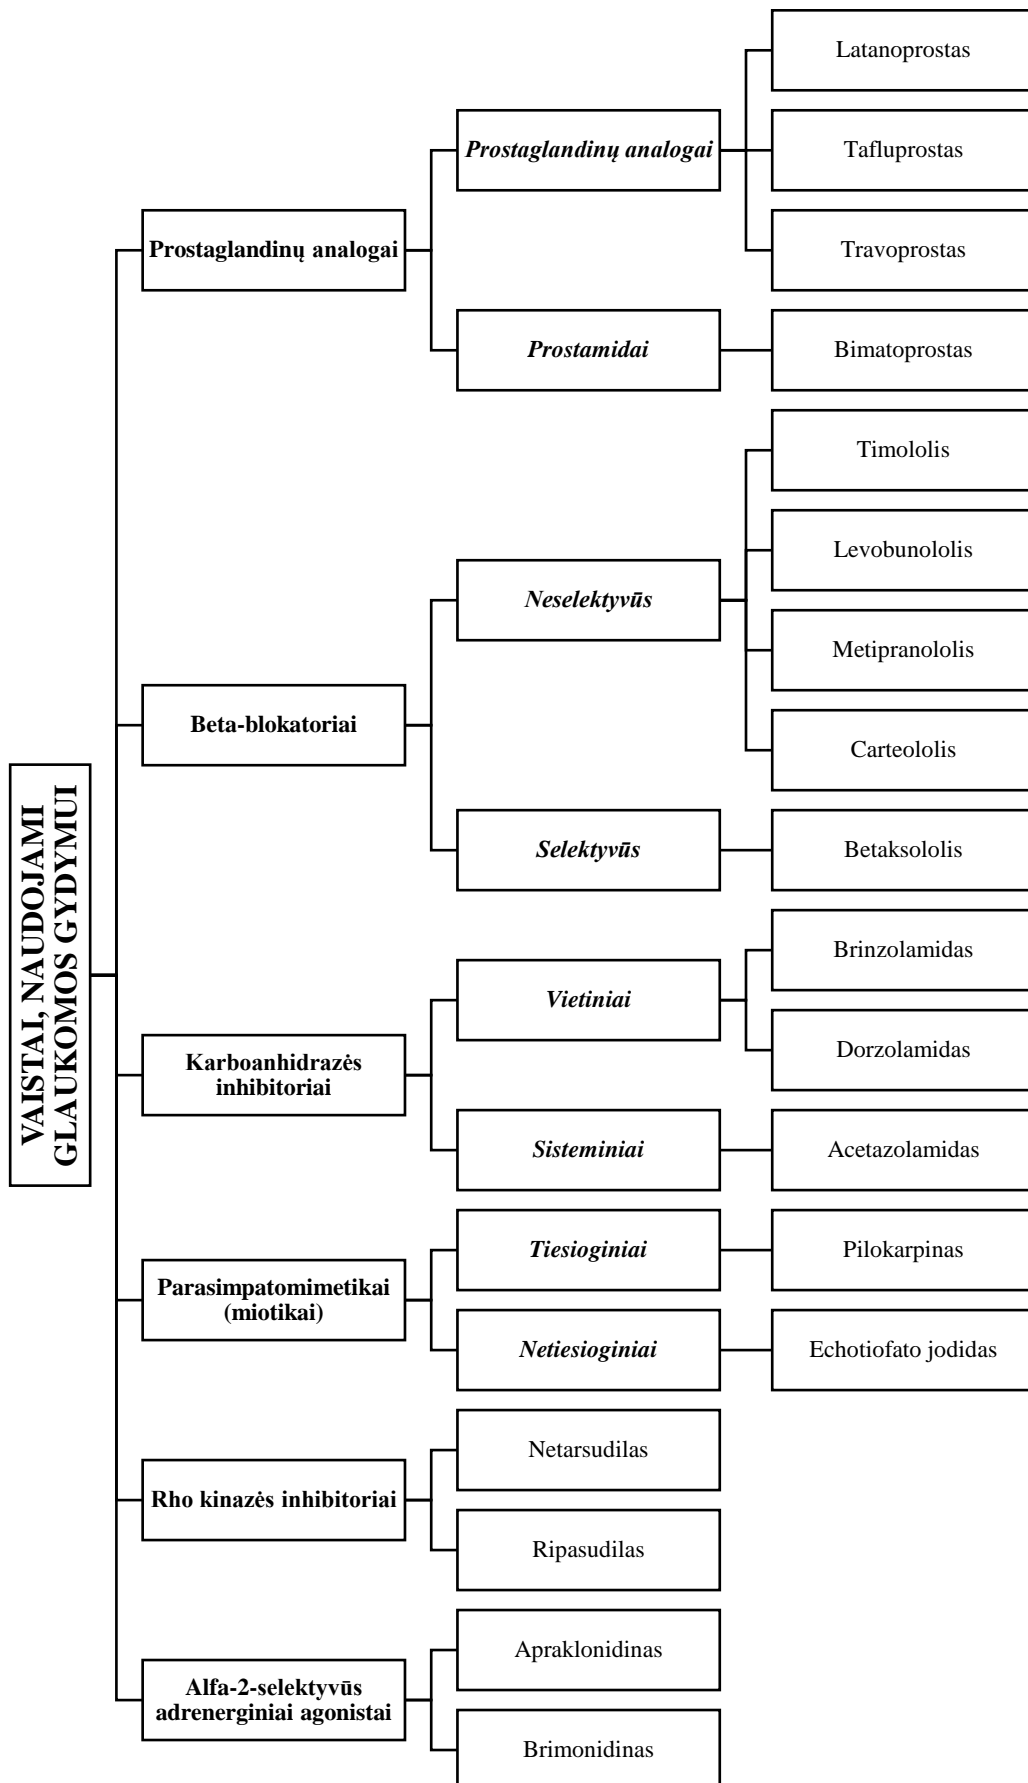 VAISTAI, NAUDOJAMI
GLAUKOMOS GYDYMUI
Prostaglandinų analogai
Prostaglandinų analogai
Latanoprostas
Tafluprostas
Travoprostas
Prostamidai
Bimatoprostas
Beta-blokatoriai
Neselektyvūs
Timololis
Levobunololis
Metipranololis
Carteololis
Selektyvūs
Betaksololis
Karboanhidrazės
inhibitoriai
Vietiniai
Brinzolamidas
Dorzolamidas
Sisteminiai
Acetazolamidas
Parasimpatomimetikai
(miotikai)
Tiesioginiai
Pilokarpinas
Netiesioginiai
Echotiofato jodidas
Rho kinazės inhibitoriai
Netarsudilas
Ripasudilas
Alfa-2-selektyvūs
adrenerginiai agonistai
Apraklonidinas
Brimonidinas